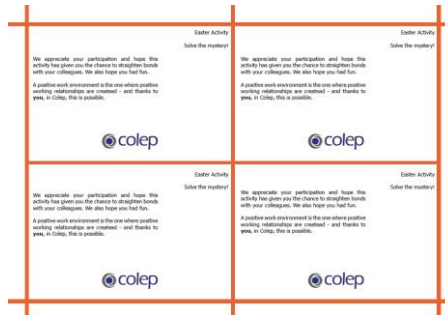 Easter Activity
Solve the mystery!
We appreciate your participation and hope this
activity has given you the chance to straighten bonds
with your colleagues. We also hope you had fun.
A positive work environment is the one where positive
working relationships are createad - and thanks to
you, in Colep, this is possible.
colep
Easter Activity
Solve the mystery!
We appreciate your participation and hope this
activity has given you the chance to straighten bonds
with your colleagues. We also hope you had fun.
A positive work environment is the one where positive
working relationships are createad - and thanks to
you, in Colep, this is possible.
colep
Easter Activity
Solve the mystery!
We appreciate your participation and hope this
activity has given you the chance to straighten bonds
with your colleagues. We also hope you had fun.
A positive work environment is the one where positive
working relationships are createad - and thanks to
you, in Colep, this is possible.
colep
Easter Activity
Solve the mystery!
We appreciate your participation and hope this
activity has given you the chance to straighten bonds
with your colleagues. We also hope you had fun.
A positive work environment is the one where positive
working relationships are createad - and thanks to
you, in Colep, this is possible.
colep